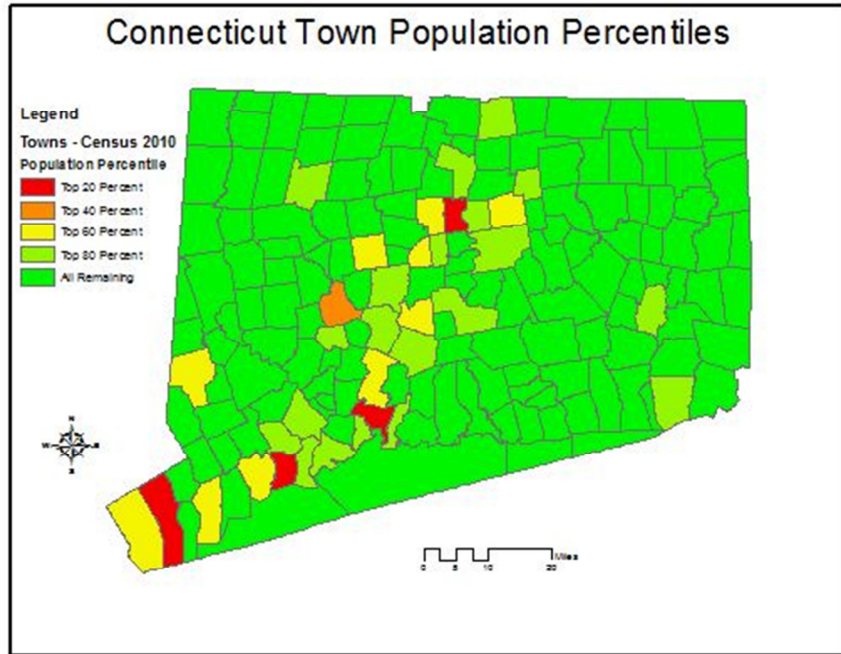 Connecticut Town Population Percentiles
Legend
Towns - Census 2010
Population Percentile
Top 20 Percent
Top 40 Percent
Top 60 Percent
Top 80 Percent
All Remaining
N
W E
S
Miles
0 5 10 20